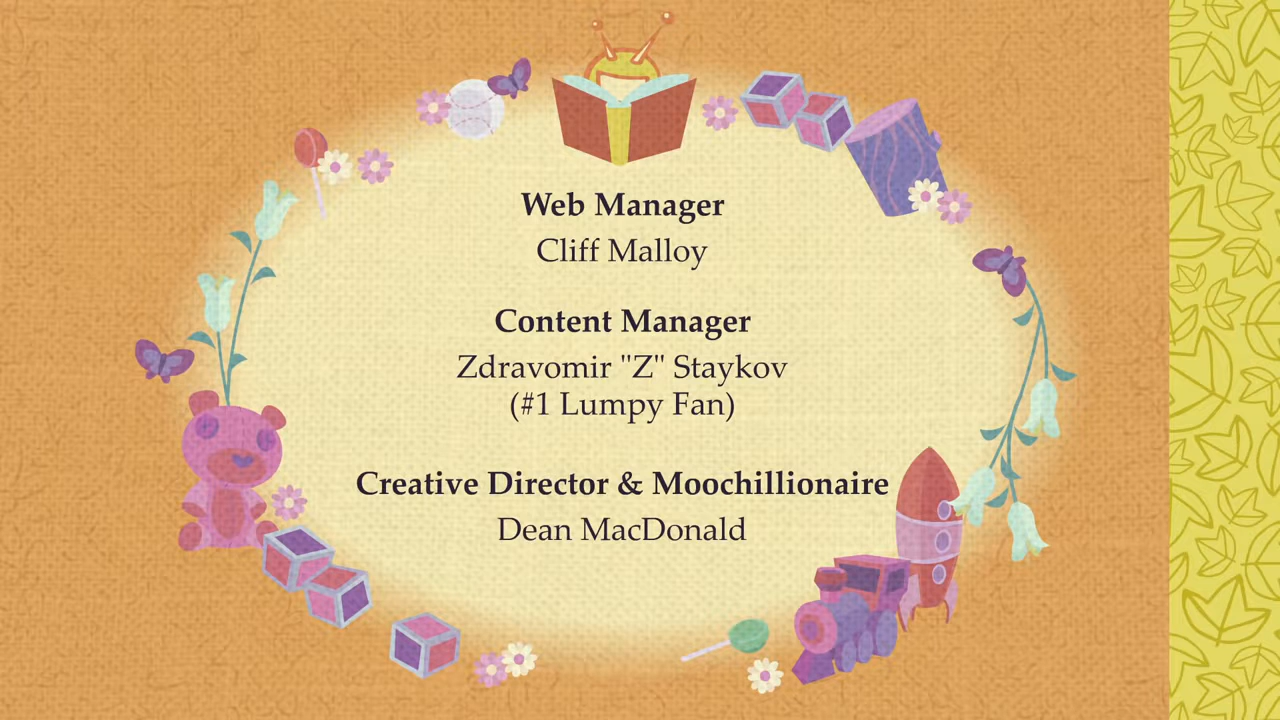 Web Manager
Cliff Malloy
Content Manager
Zdravomir "Z" Staykov
(#1 Lumpy Fan)
Creative Director & Moochillionaire
Dean MacDonald